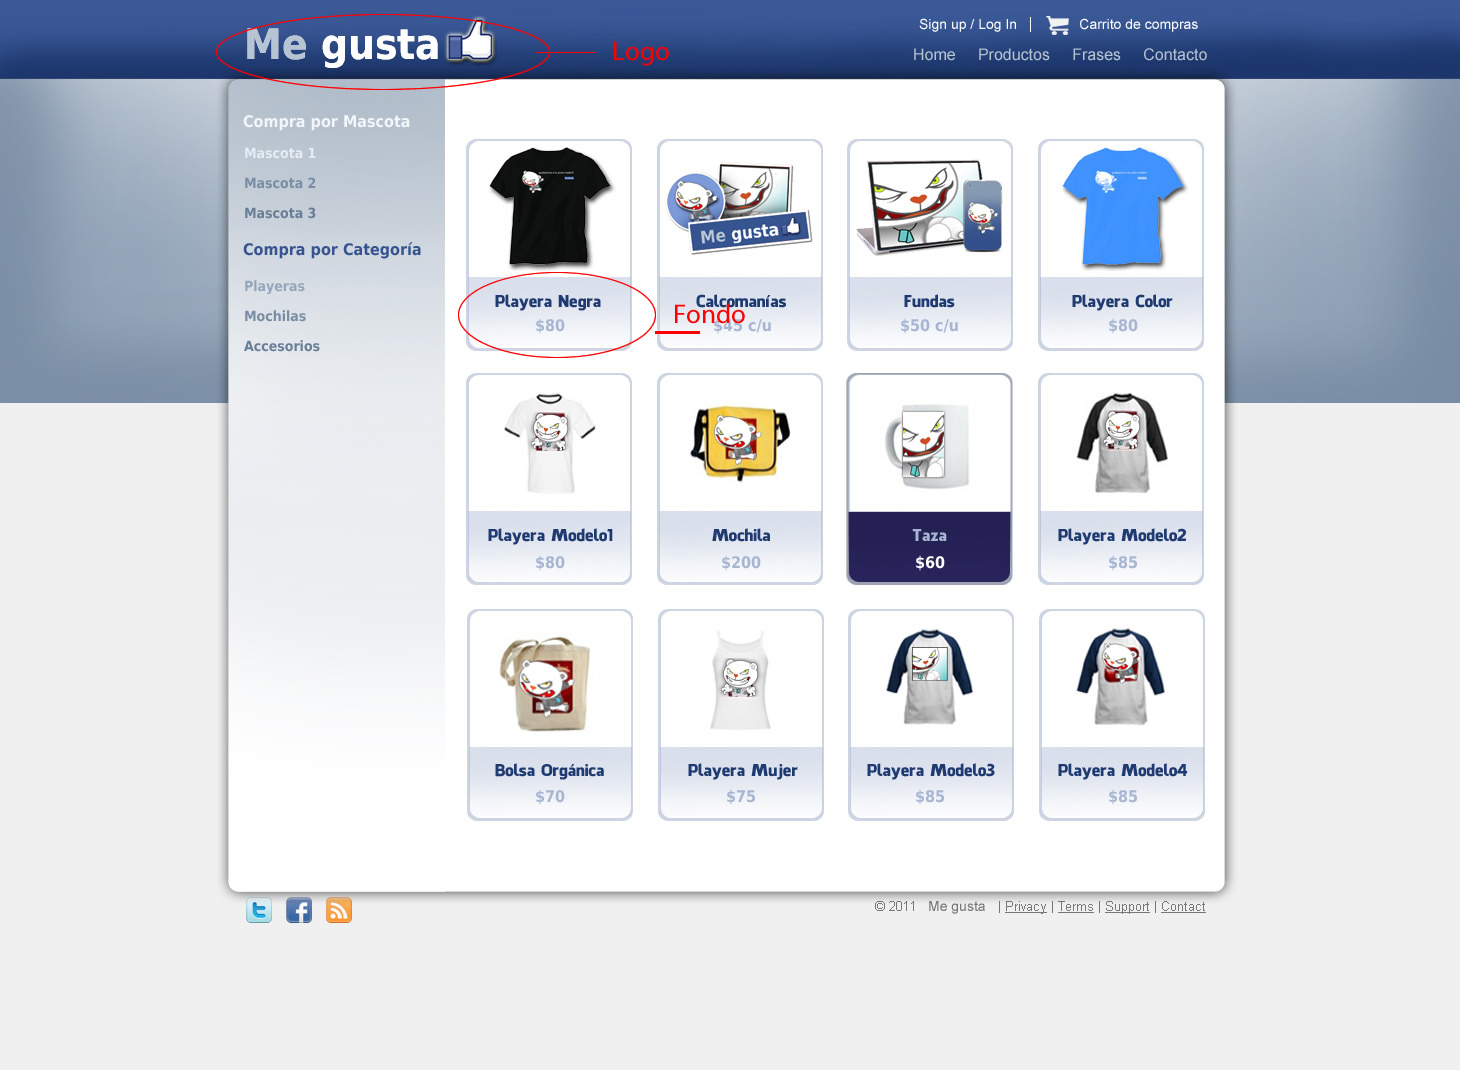 Me gusta
Logo
Sign up / Log In | Carrito de compras
Home Productos Frases Contacto
Compra por Mascota
Mascota 1
Mascota 2
Mascota 3
Compra por Categoría
Playeras
Mochilas
Accesorios
Me gusta
Playera Negra
$80
Fondo
Calcomanías
$45 c/u
Fundas
$50 c/u
Playera Color
$80
Playera Modelo1
$80
Mochila
$200
Taza
$60
Playera Modelo2
$85
Bolsa Orgánica
$70
Playera Mujer
$75
Playera Modelo3
$85
Playera Modelo4
$85
© 2011 Me gusta | Privacy | Terms | Support | Contact